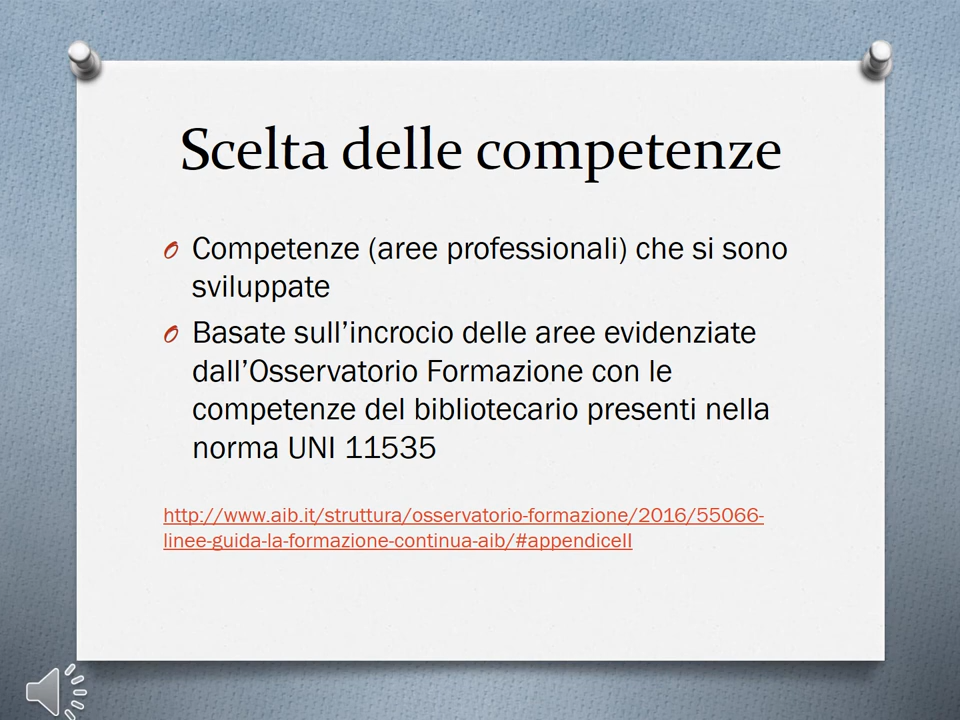 Scelta delle competenze
Competenze (aree professionali) che si sono
sviluppate
Basate sull’incrocio delle aree evidenziate
dall’Osservatorio Formazione con le
competenze del bibliotecario presenti nella
norma UNI 11535
http://www.aib.it/struttura/osservatorio-formazione/2016/55066-
linee-guida-la-formazione-continua-aib/#appendiceII